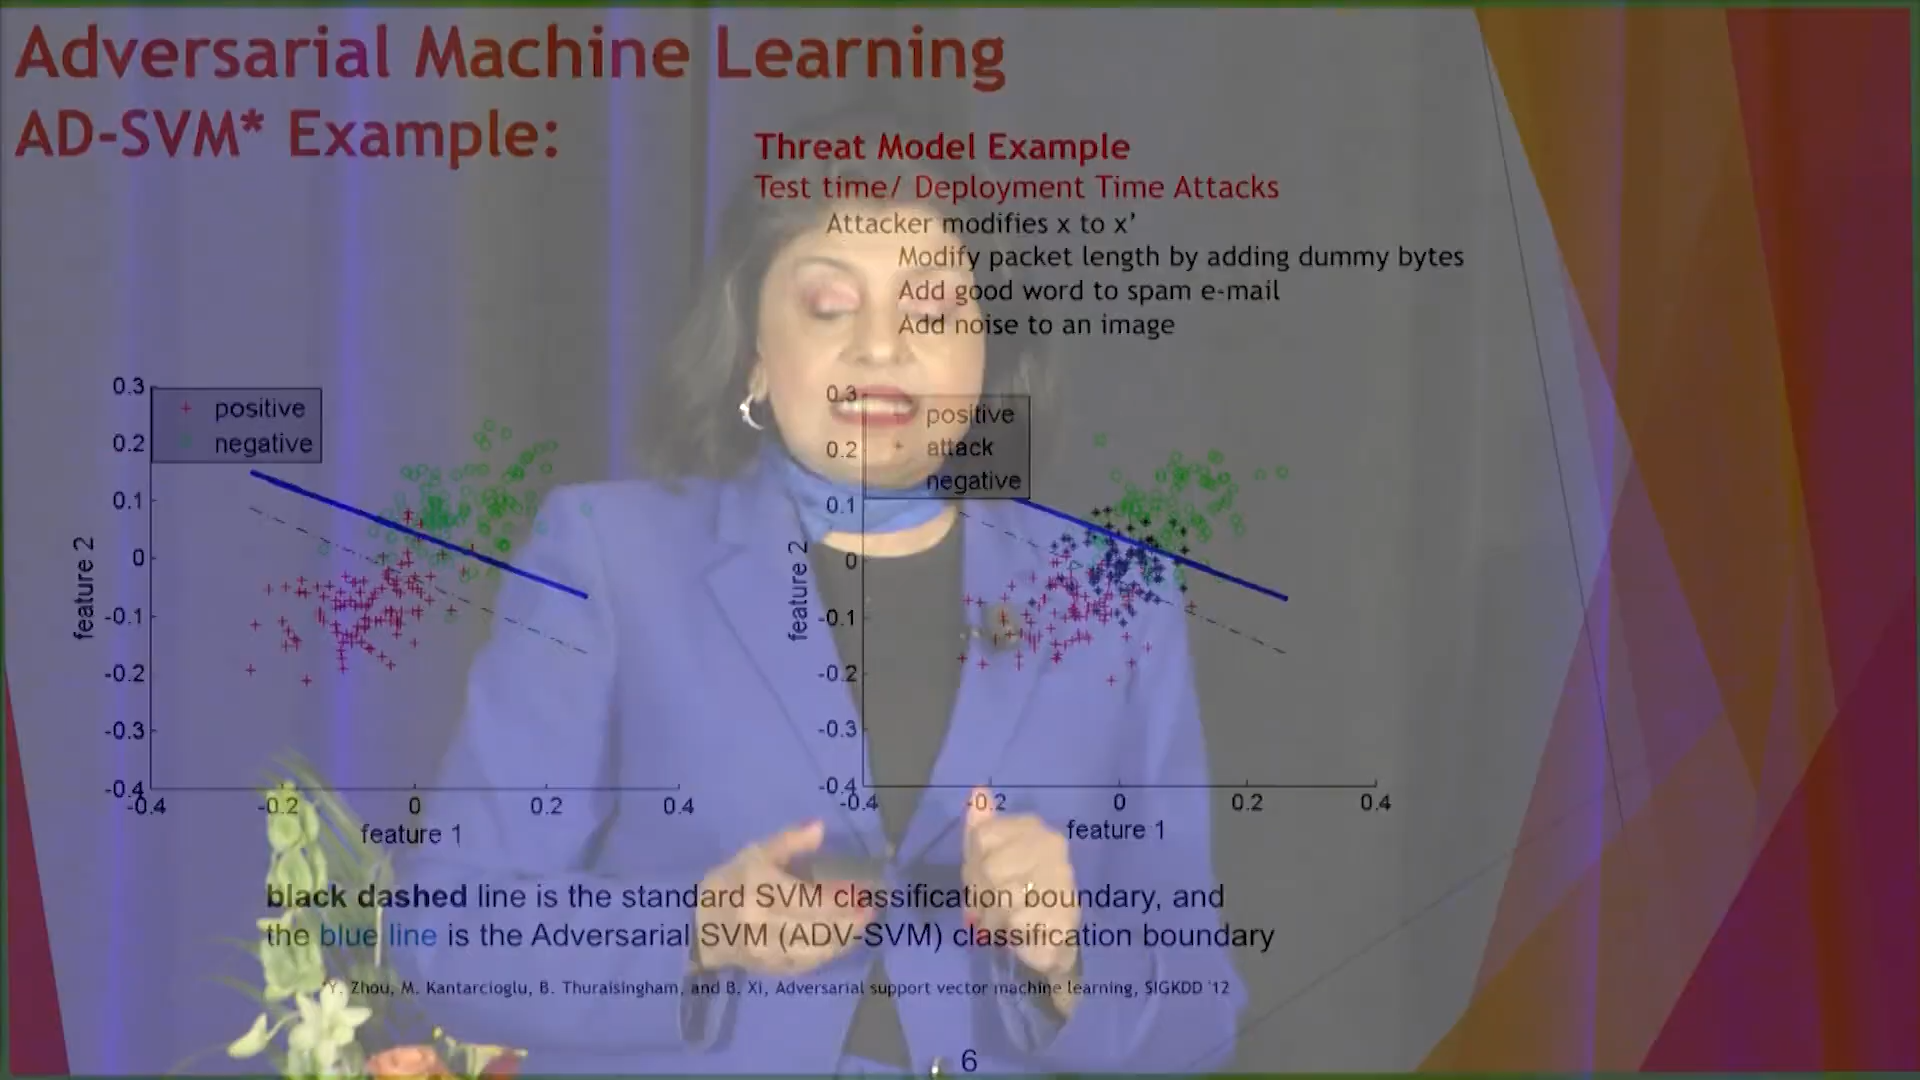 Adversarial Machine Learning
AD-SVM* Example:
Threat Model Example
Test time/ Deployment Time Attacks
Attacker modifies x to x’
Modify packet length by adding dummy bytes
Add good word to spam e-mail
Add noise to an image
0.3
0.2
0.1
0
-0.1
-0.2
-0.3
-0.4
positive
negative
feature 2
-0.4
-0.2
0
0.2
0.4
feature 1
0.3
0.2
0.1
0
-0.1
-0.2
-0.3
-0.4
positive
attack
negative
feature 2
-0.4
-0.2
0
0.2
0.4
feature 1
black dashed line is the standard SVM classification boundary, and
the blue line is the Adversarial SVM (ADV-SVM) classification boundary
*Y. Zhou, M. Kantarcioglu, B. Thuraisingham, and B. Xi, Adversarial support vector machine learning, SIGKDD '12
6